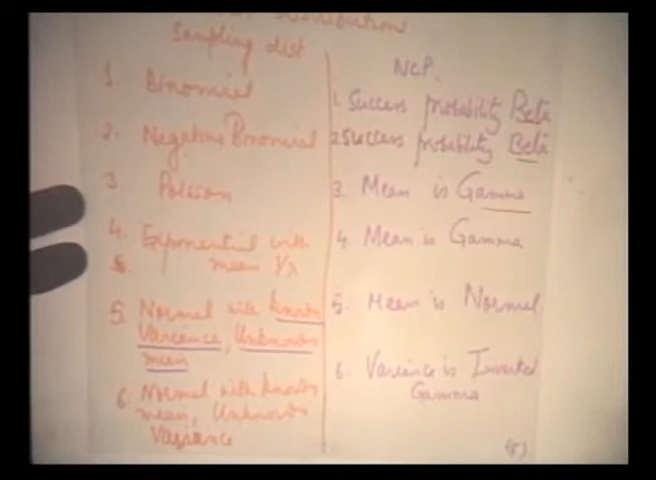 Distributions
Sampling dist
1. Binomial
2. Negative Binomial
3 Poisson
4. Exponential with
5. mean 1/λ
5 Normal with known
Variance, Unknown
mean
6. Normal with known
mean, Unknown
Variance
NCP.
1. Success probability Beta
2 Success probability Beta
3. Mean is Gamma
4. Mean is Gamma
5. Mean is Normal
6. Variance is Inverted
Gamma